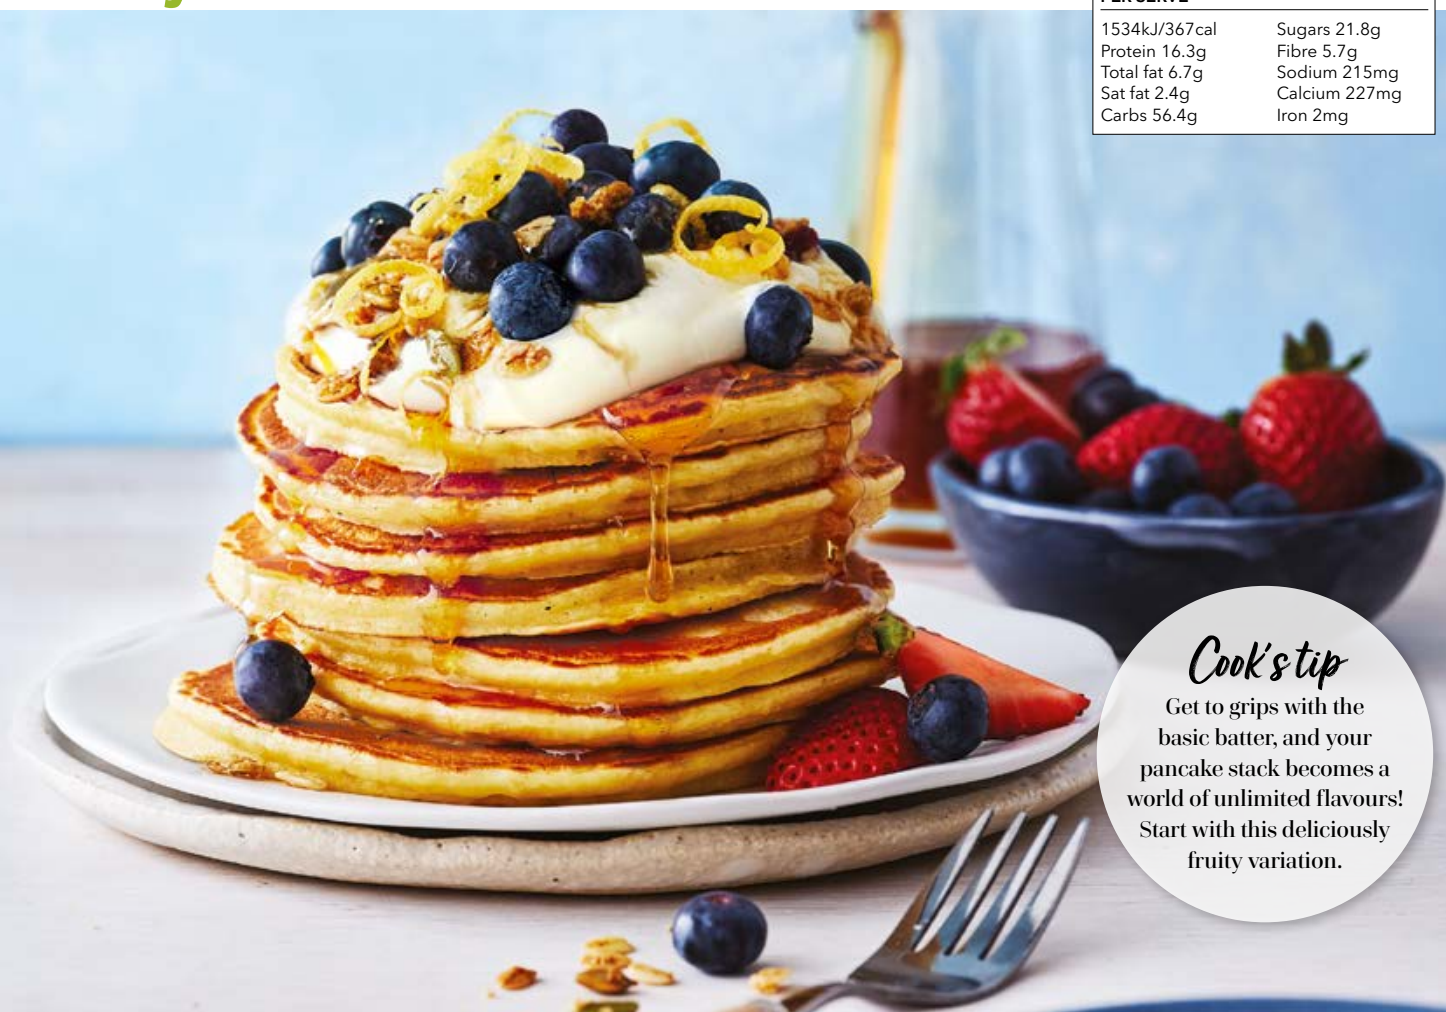 PER SERVE
1534kJ/367cal
Protein 16.3g
Total fat 6.7g
Sat fat 2.4g
Carbs 56.4g
Sugars 21.8g
Fibre 5.7g
Sodium 215mg
Calcium 227mg
Iron 2mg
Cook's tip
Get to grips with the
basic batter, and your
pancake stack becomes a
world of unlimited flavours!
Start with this deliciously
fruity variation.